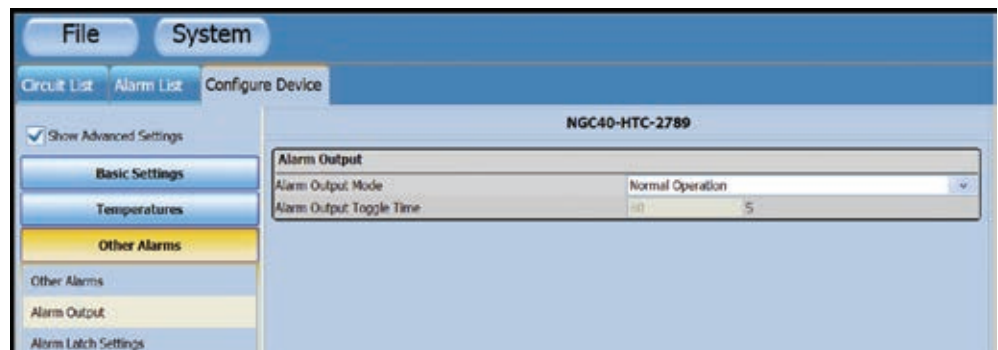 File System
Circuit List Alarm List Configure Device
NGC40-HTC-2789
Show Advanced Settings
Basic Settings
Temperatures
Other Alarms
Other Alarms
Alarm Output
Alarm Latch Settings
Alarm Output
Alarm Output Mode Normal Operation
Alarm Output Toggle Time S